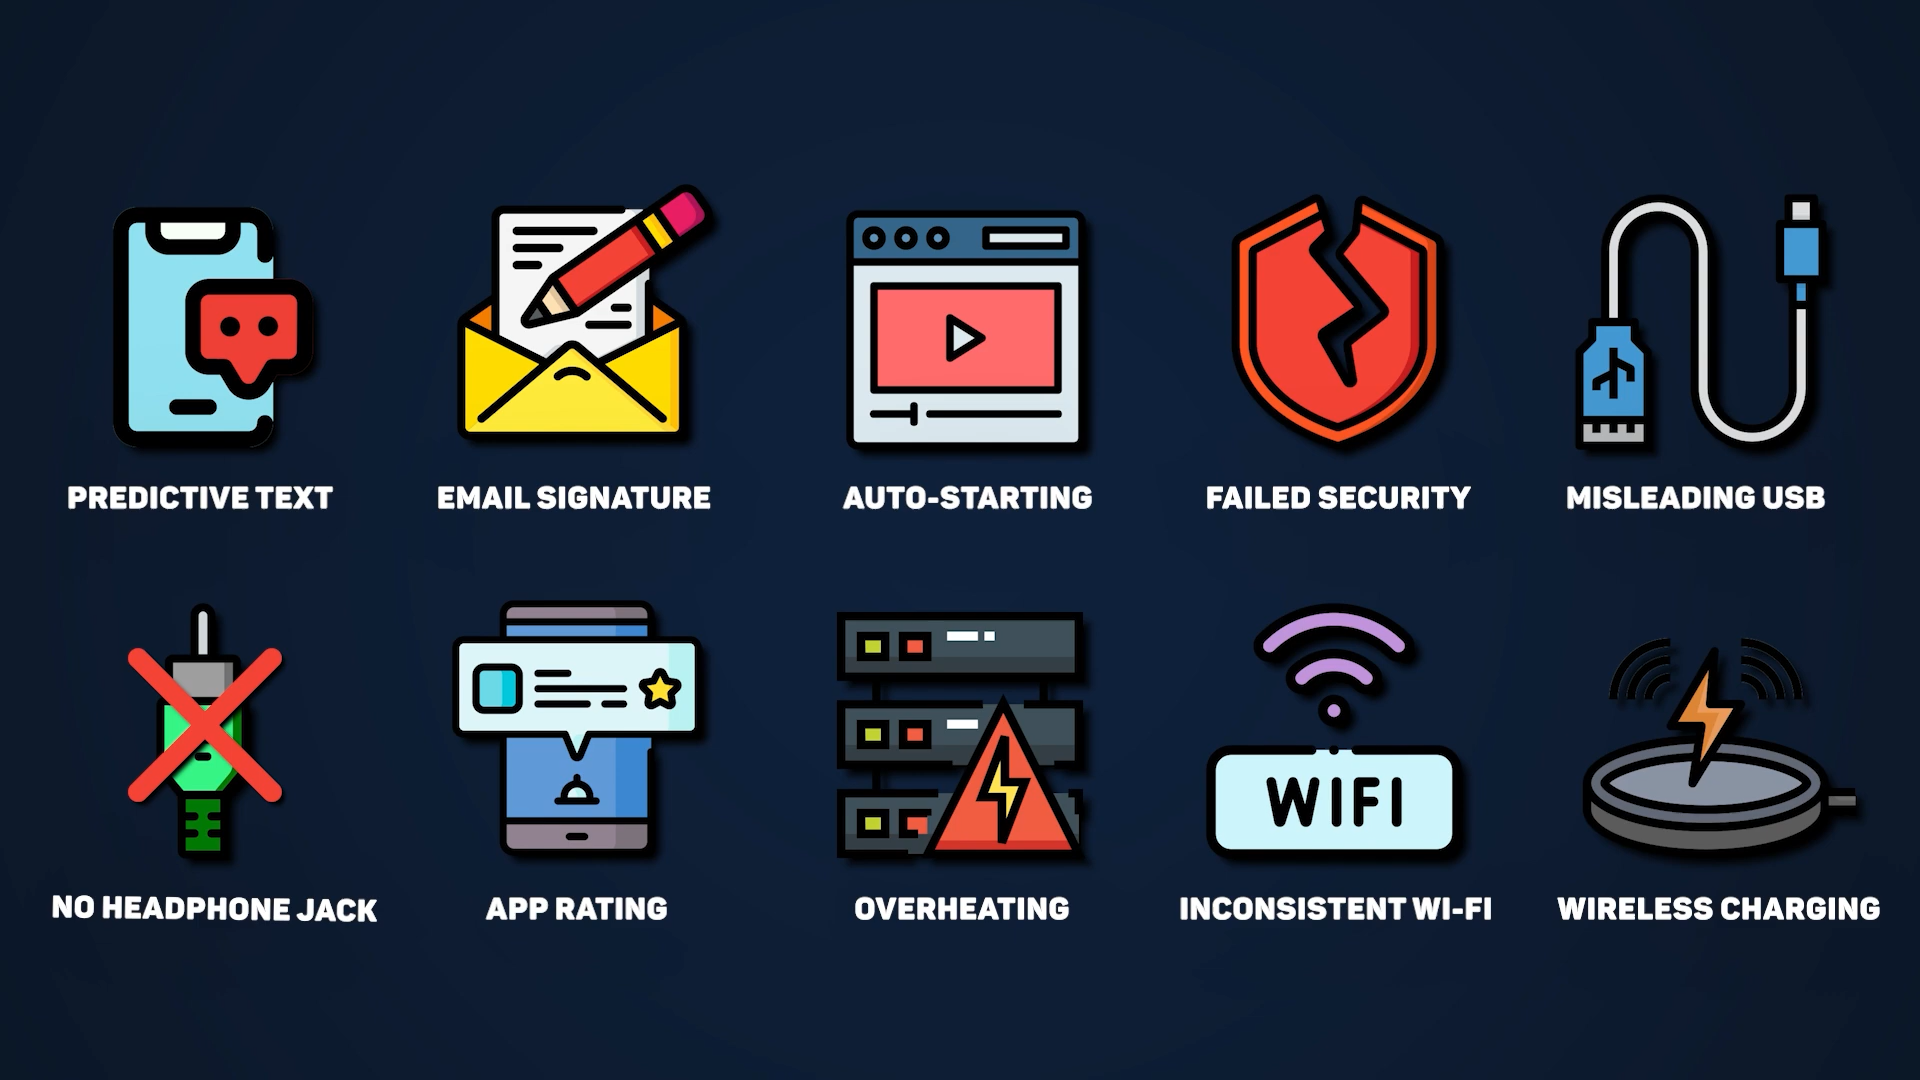 PREDICTIVE TEXT
EMAIL SIGNATURE
AUTO-STARTING
FAILED SECURITY
MISLEADING USB
WIFI
NO HEADPHONE JACK
APP RATING
OVERHEATING
INCONSISTENT WI-FI
WIRELESS CHARGING